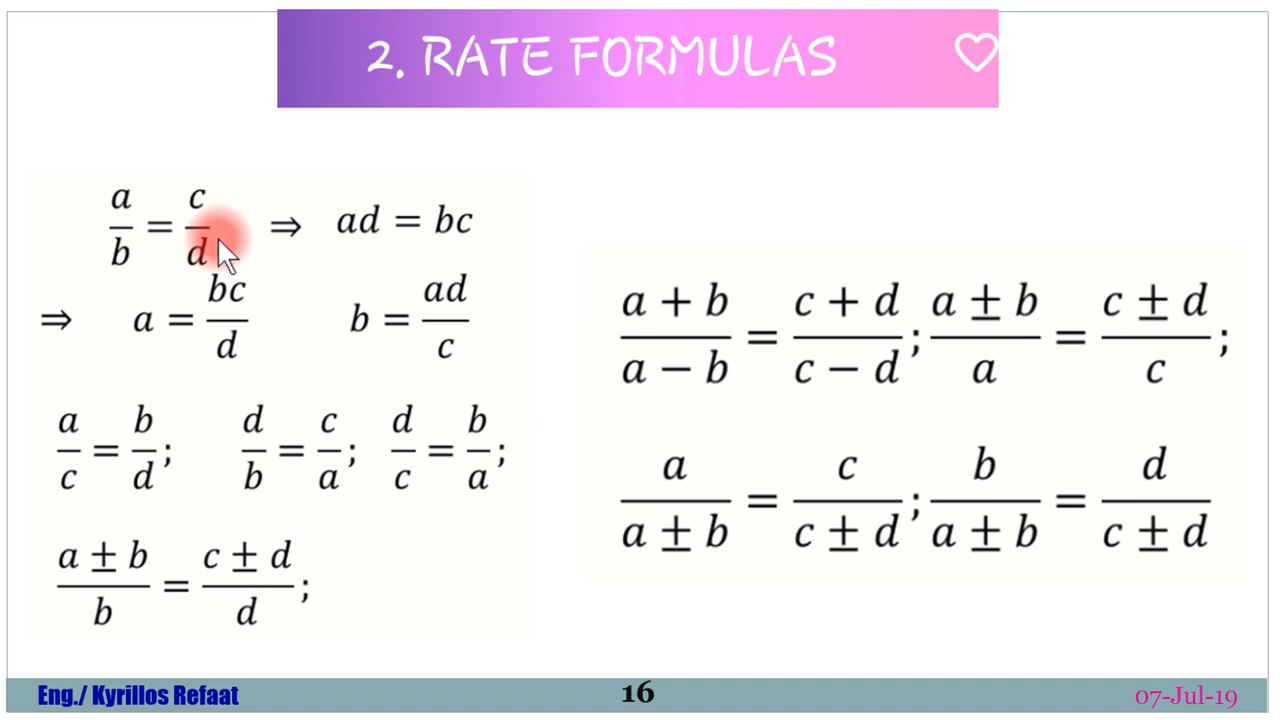 2. RATE FORMULAS
a/b = c/d ⇒ ad = bc
⇒ a = bc/d b = ad/c
a/c = b/d; d/b = c/a; d/c = b/a;
(a ± b)/b = (c ± d)/d;
(a + b)/(a − b) = (c + d)/(c − d); (a ± b)/a = (c ± d)/c;
a/(a ± b) = c/(c ± d); b/(a ± b) = d/(c ± d)
Eng./ Kyrillos Refaat 16 07-Jul-19